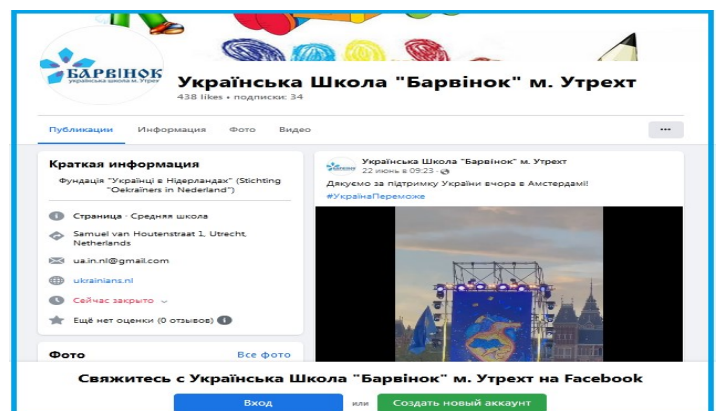 БАРВІНОК
українська школа м. Утрехт
Українська Школа "Барвінок" м. Утрехт
438 likes • подписки: 34
Публикации Информация Фото Видео
Краткая информация
Фундація "Українці в Нідерландах" (Stichting
"Oekraïners in Nederland")
Страница · Средняя школа
Samuel van Houtenstraat 1, Utrecht,
Netherlands
ua.in.nl@gmail.com
ukrainians.nl
Сейчас закрыто
Ещё нет оценки (0 отзывов)
Фото Все фото
Українська Школа "Барвінок" м. Утрехт
22 июнь в 09:23 ·
Дякуємо за підтримку України вчора в Амстердамі!
#УкраїнаПереможе
Свяжитесь с Українська Школа "Барвінок" м. Утрехт на Facebook
Вход или Создать новый аккаунт